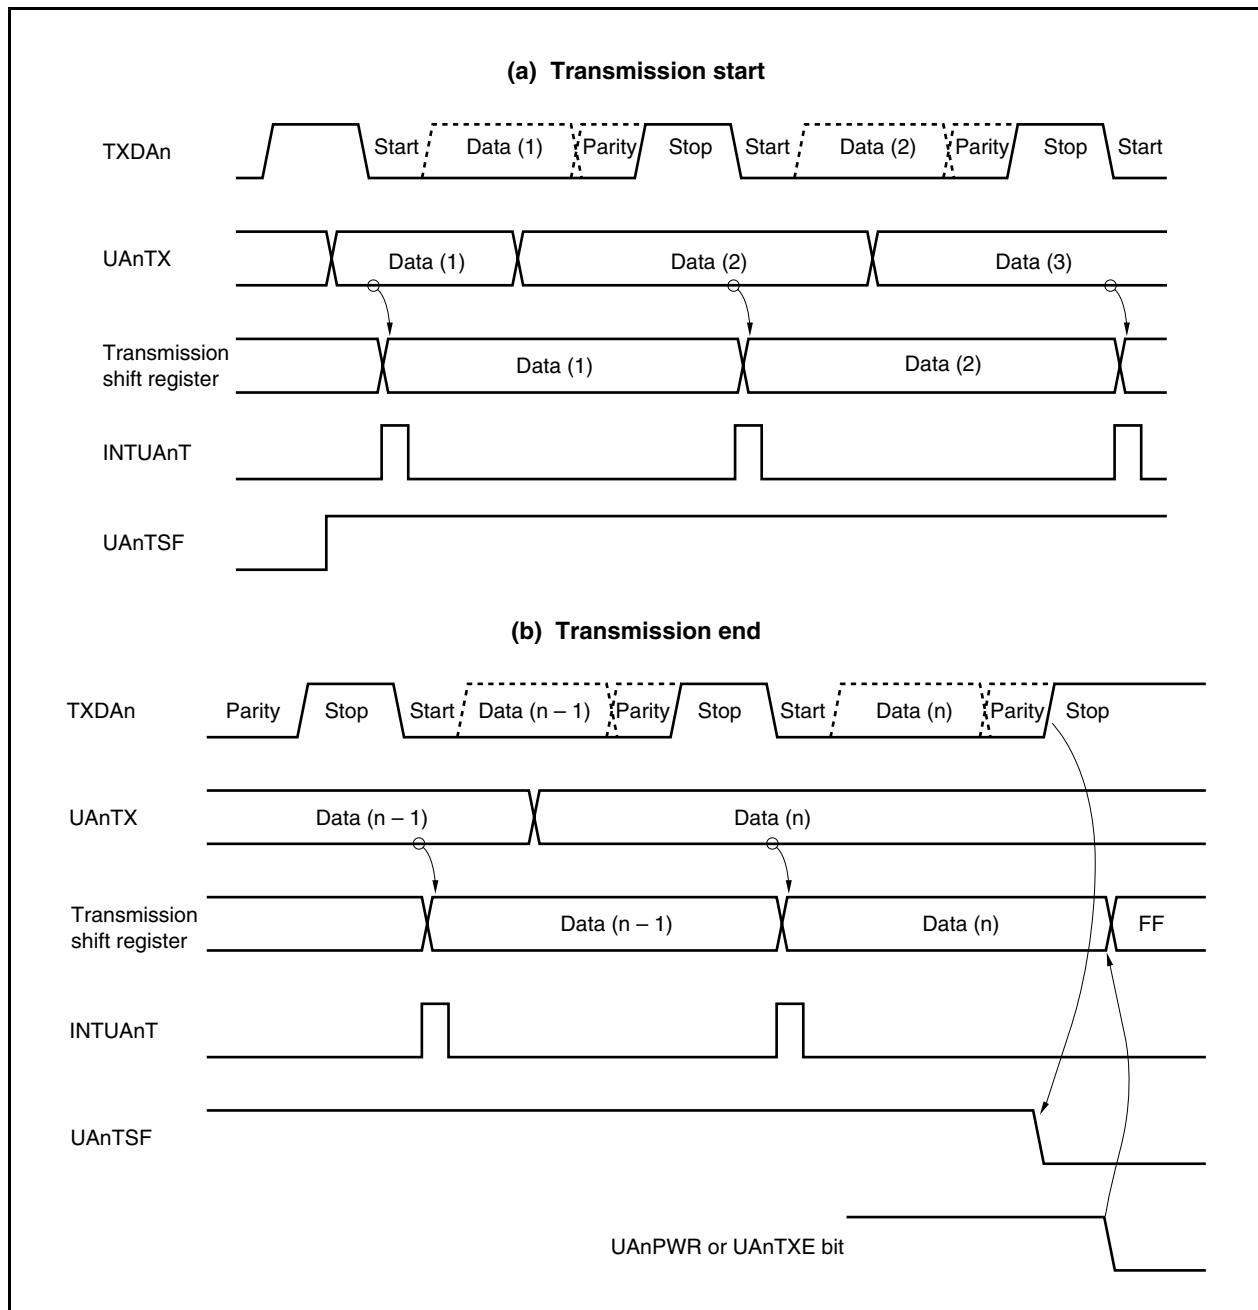 (a) Transmission start
TXDAn
Start Data (1) Parity Stop Start Data (2) Parity Stop Start
UAnTX
Data (1) Data (2) Data (3)
Transmission
shift register
Data (1) Data (2)
INTUAnT
UAnTSF
(b) Transmission end
TXDAn
Parity Stop Start Data (n – 1) Parity Stop Start Data (n) Parity Stop
UAnTX
Data (n – 1) Data (n)
Transmission
shift register
Data (n – 1) Data (n) FF
INTUAnT
UAnTSF
UAnPWR or UAnTXE bit